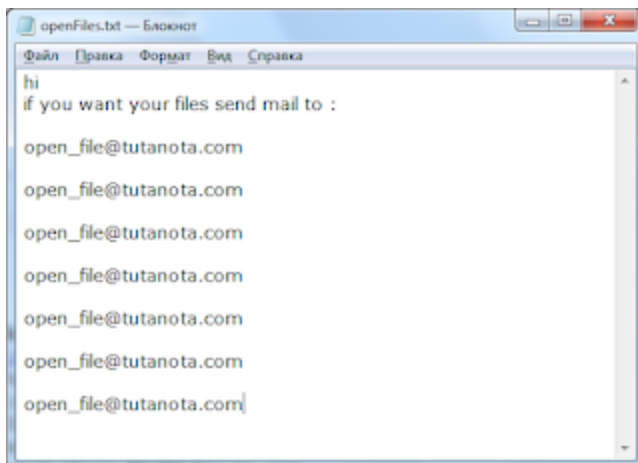 openFiles.txt — Блокнот
Файл Правка Формат Вид Справка
hi
if you want your files send mail to :
open_file@tutanota.com
open_file@tutanota.com
open_file@tutanota.com
open_file@tutanota.com
open_file@tutanota.com
open_file@tutanota.com
open_file@tutanota.com